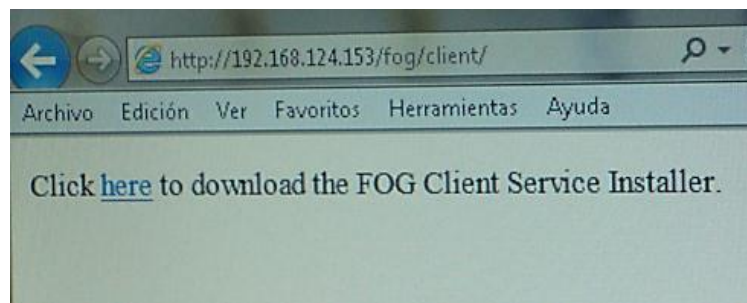 http://192.168.124.153/fog/client/
Archivo Edición Ver Favoritos Herramientas Ayuda
Click here to download the FOG Client Service Installer.